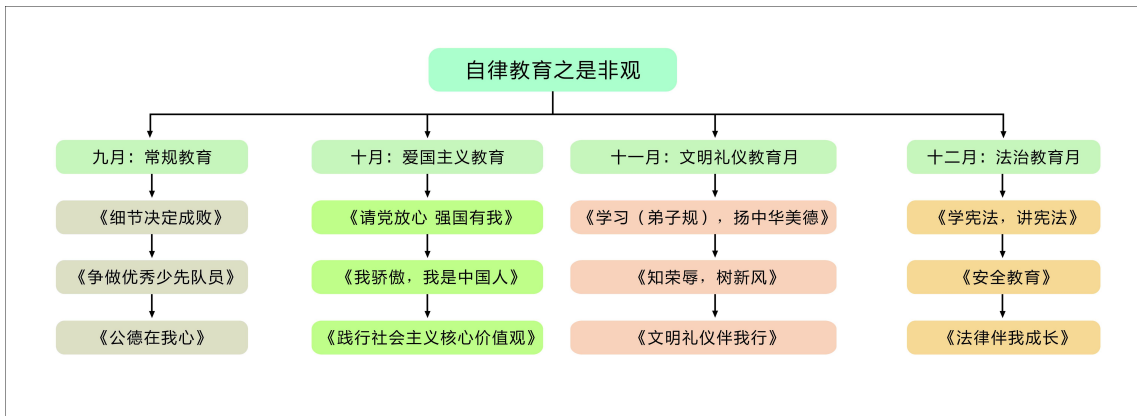 自律教育之是非观
九月：常规教育
《细节决定成败》
《争做优秀少先队员》
《公德在我心》
十月：爱国主义教育
《请党放心 强国有我》
《我骄傲，我是中国人》
《践行社会主义核心价值观》
十一月：文明礼仪教育月
《学习（弟子规），扬中华美德》
《知荣辱，树新风》
《文明礼仪伴我行》
十二月：法治教育月
《学宪法，讲宪法》
《安全教育》
《法律伴我成长》